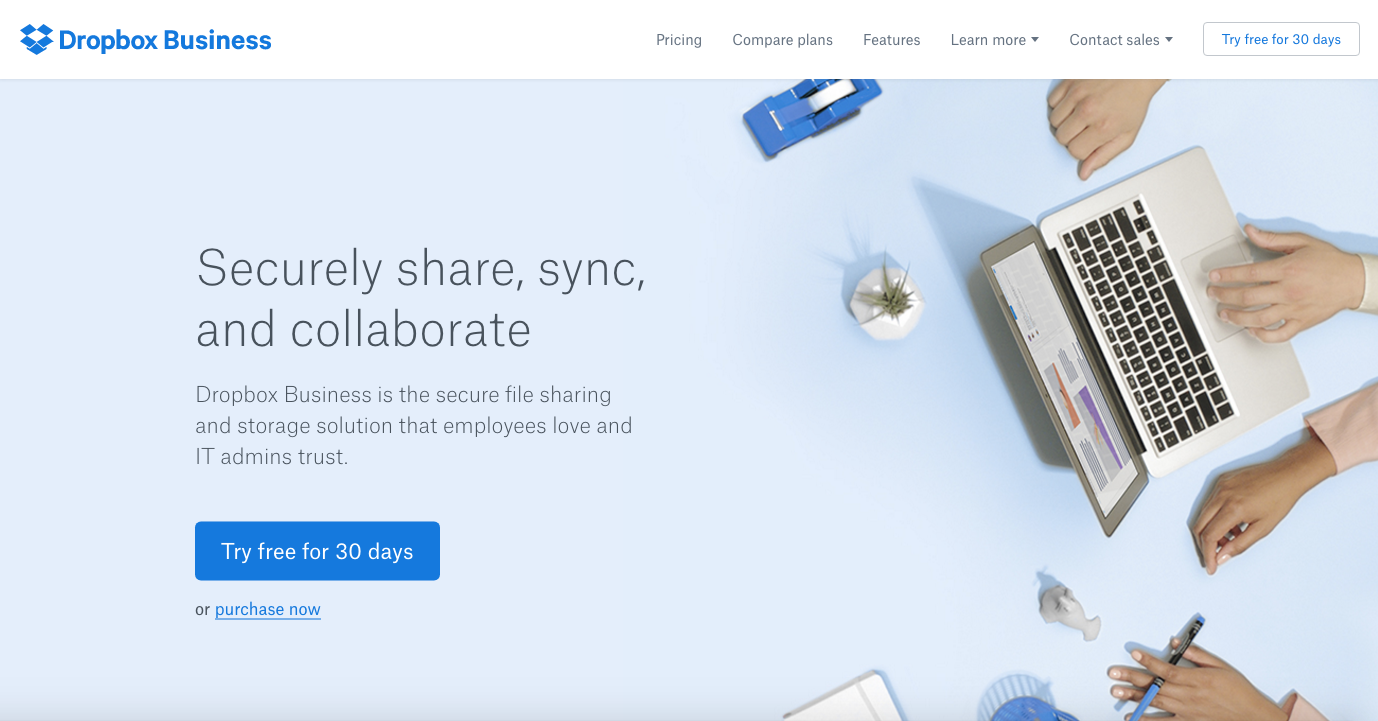 Dropbox Business
Pricing
Compare plans
Features
Learn more
Contact sales
Try free for 30 days
Securely share, sync,
and collaborate
Dropbox Business is the secure file sharing
and storage solution that employees love and
IT admins trust.
Try free for 30 days
or purchase now